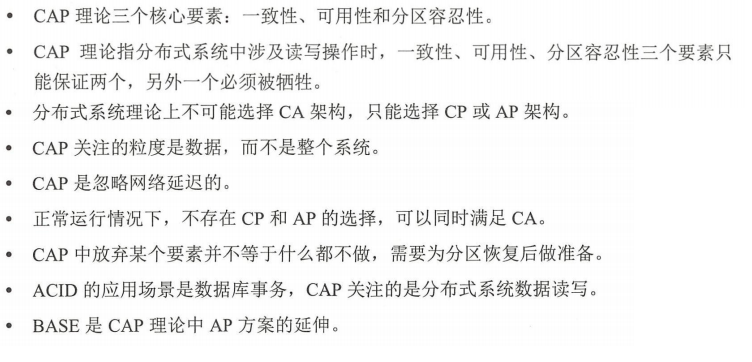 • CAP 理论三个核心要素：一致性、可用性和分区容忍性。
• CAP 理论指分布式系统中涉及读写操作时，一致性、可用性、分区容忍性三个要素只
能保证两个，另外一个必须被牺牲。
• 分布式系统理论上不可能选择 CA 架构，只能选择 CP 或 AP 架构。
• CAP 关注的粒度是数据，而不是整个系统。
• CAP 是忽略网络延迟的。
• 正常运行情况下，不存在 CP 和 AP 的选择，可以同时满足 CA。
• CAP 中放弃某个要素并不等于什么都不做，需要为分区恢复后做准备。
• ACID 的应用场景是数据库事务，CAP 关注的是分布式系统数据读写。
• BASE 是 CAP 理论中 AP 方案的延伸。